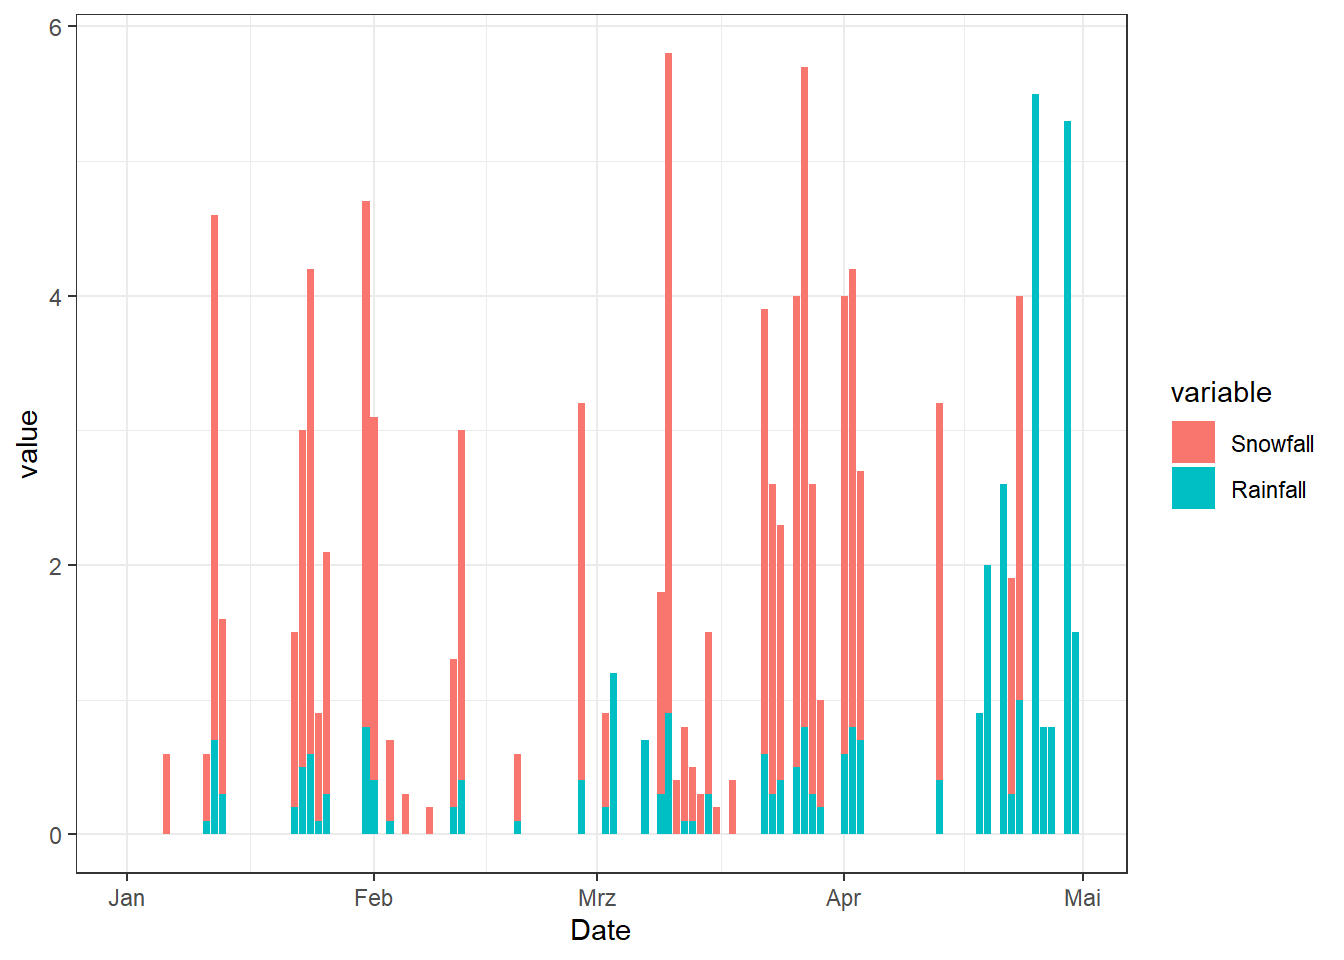 6
4
2
0
value
Jan Feb Mrz Apr Mai
Date
variable
Snowfall
Rainfall